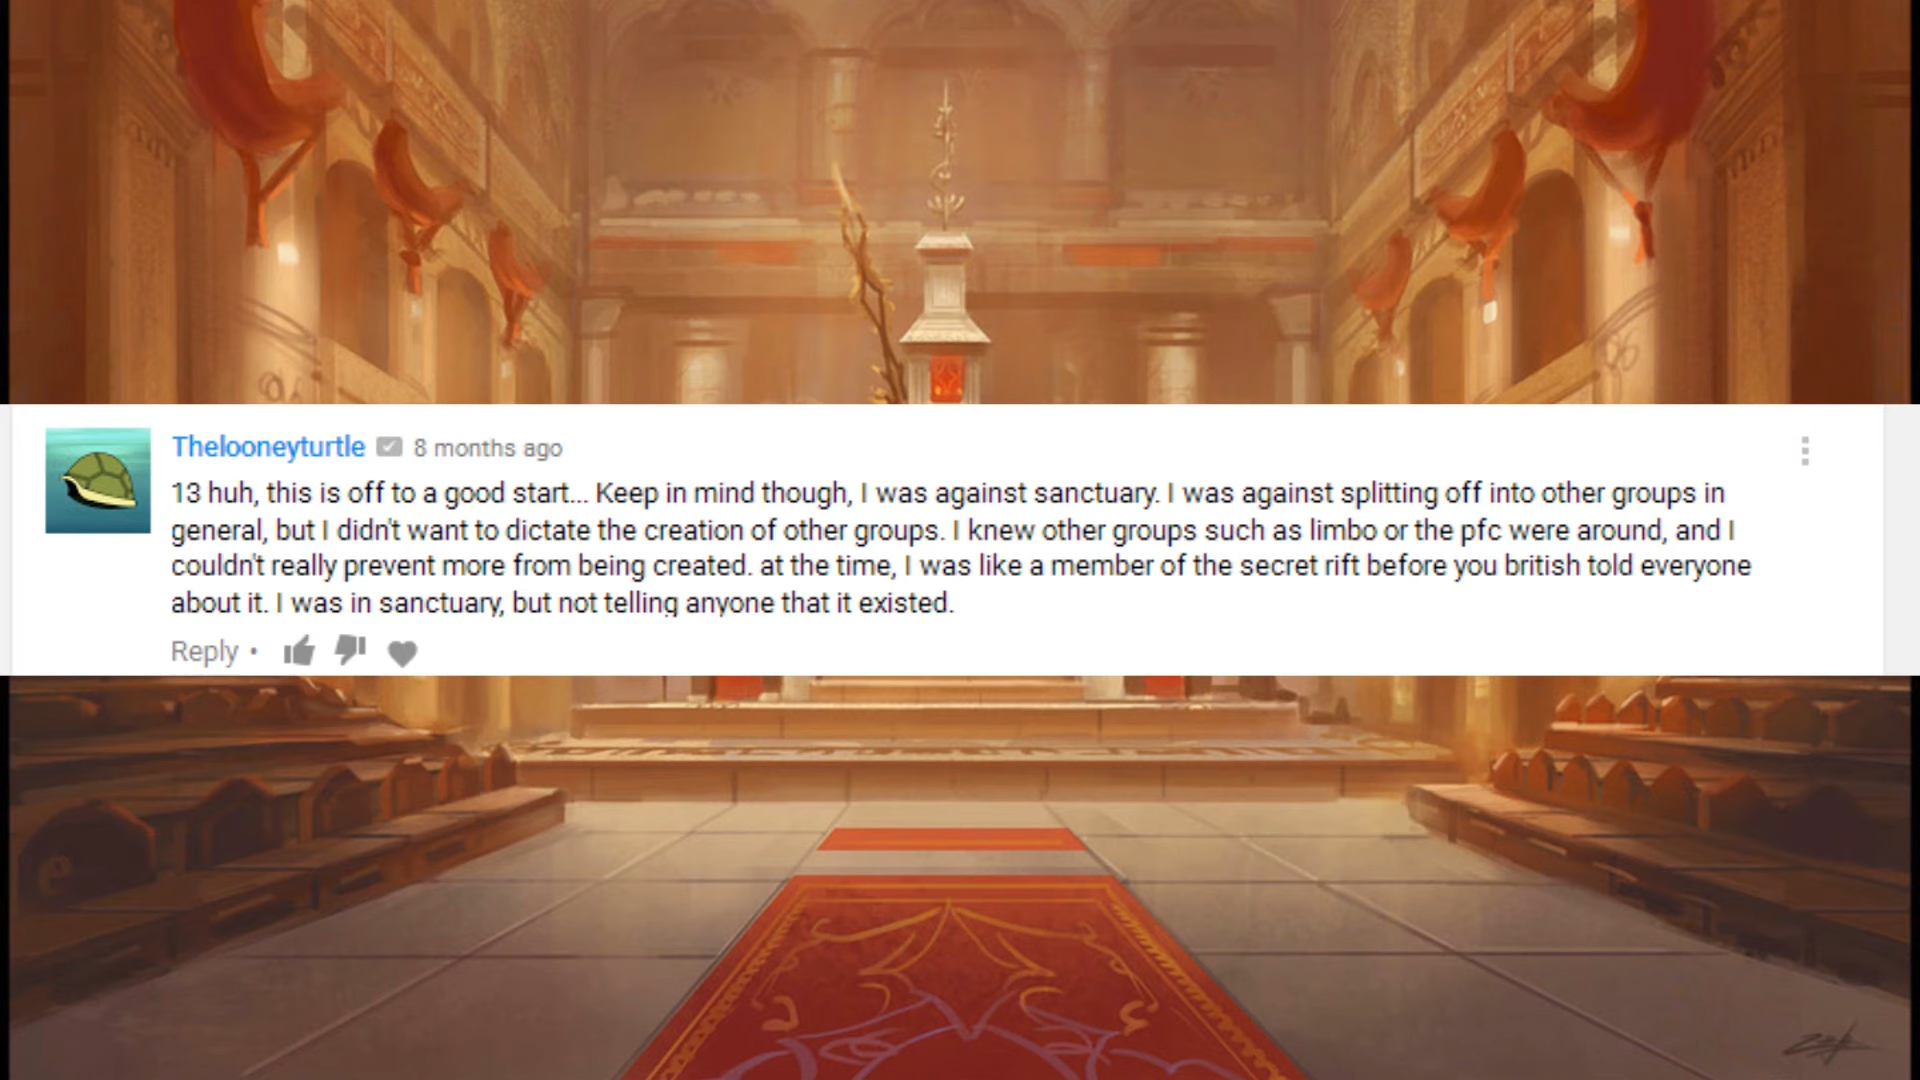 Thelooneyturtle 8 months ago
13 huh, this is off to a good start... Keep in mind though, I was against sanctuary. I was against splitting off into other groups in
general, but I didn't want to dictate the creation of other groups. I knew other groups such as limbo or the pfc were around, and I
couldn't really prevent more from being created. at the time, I was like a member of the secret rift before you british told everyone
about it. I was in sanctuary, but not telling anyone that it existed.
Reply •